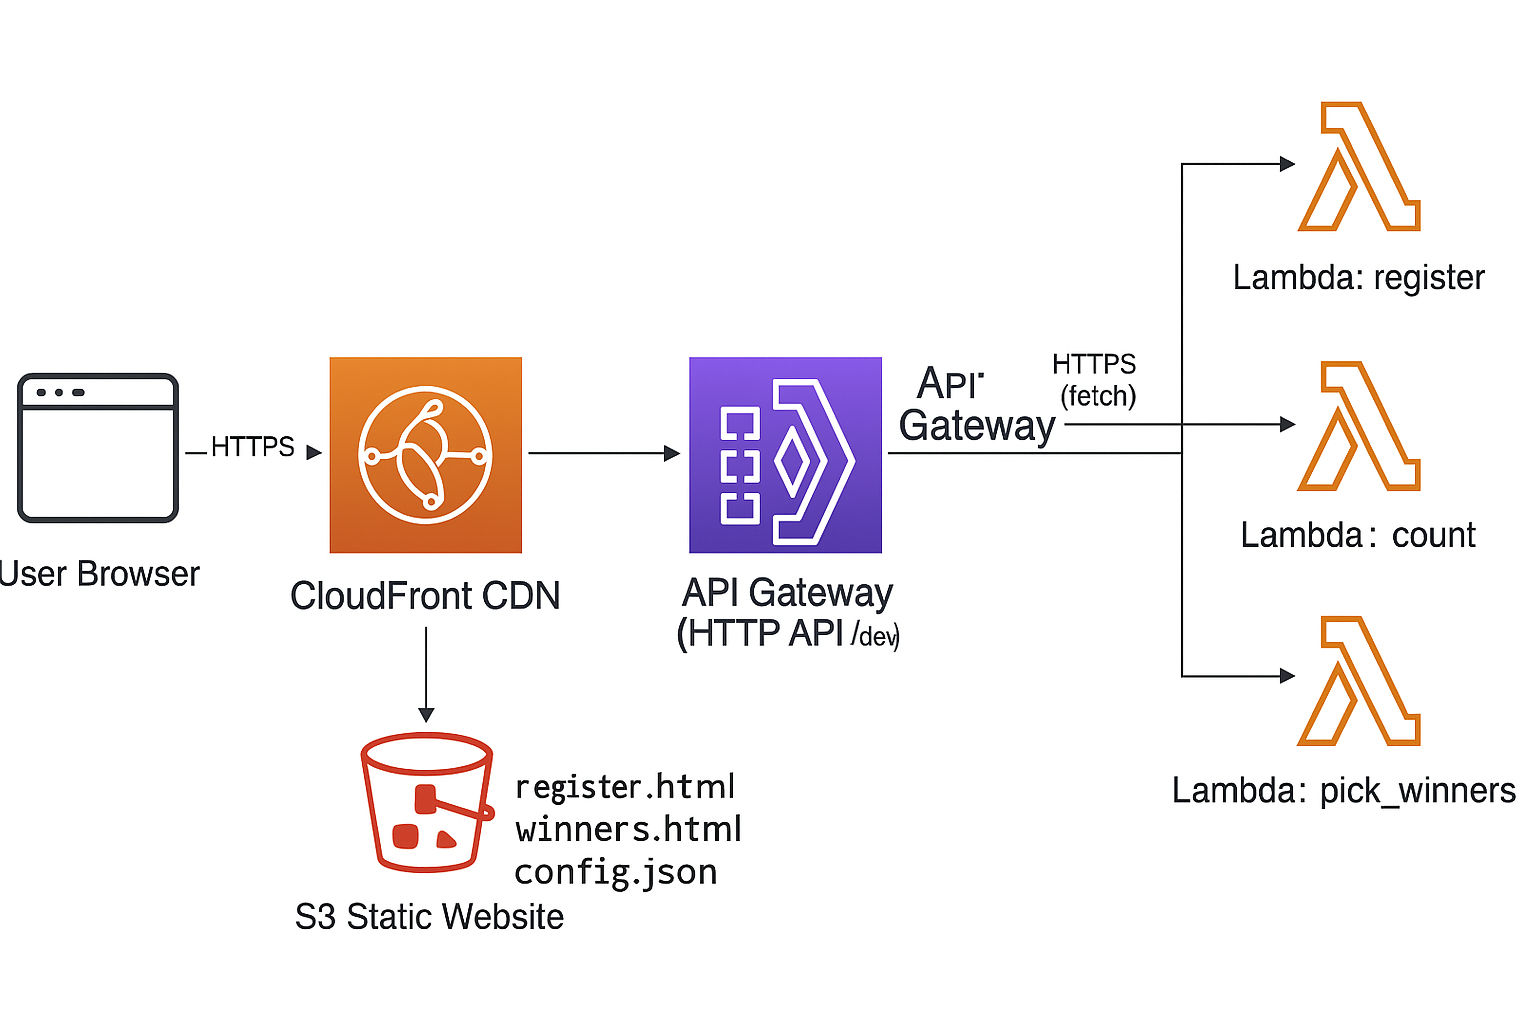 HTTPS
User Browser
CloudFront CDN
API Gateway
(HTTP API /dev)
API
Gateway
HTTPS
(fetch)
Lambda: register
Lambda: count
Lambda: pick_winners
register.html
winners.html
config.json
S3 Static Website